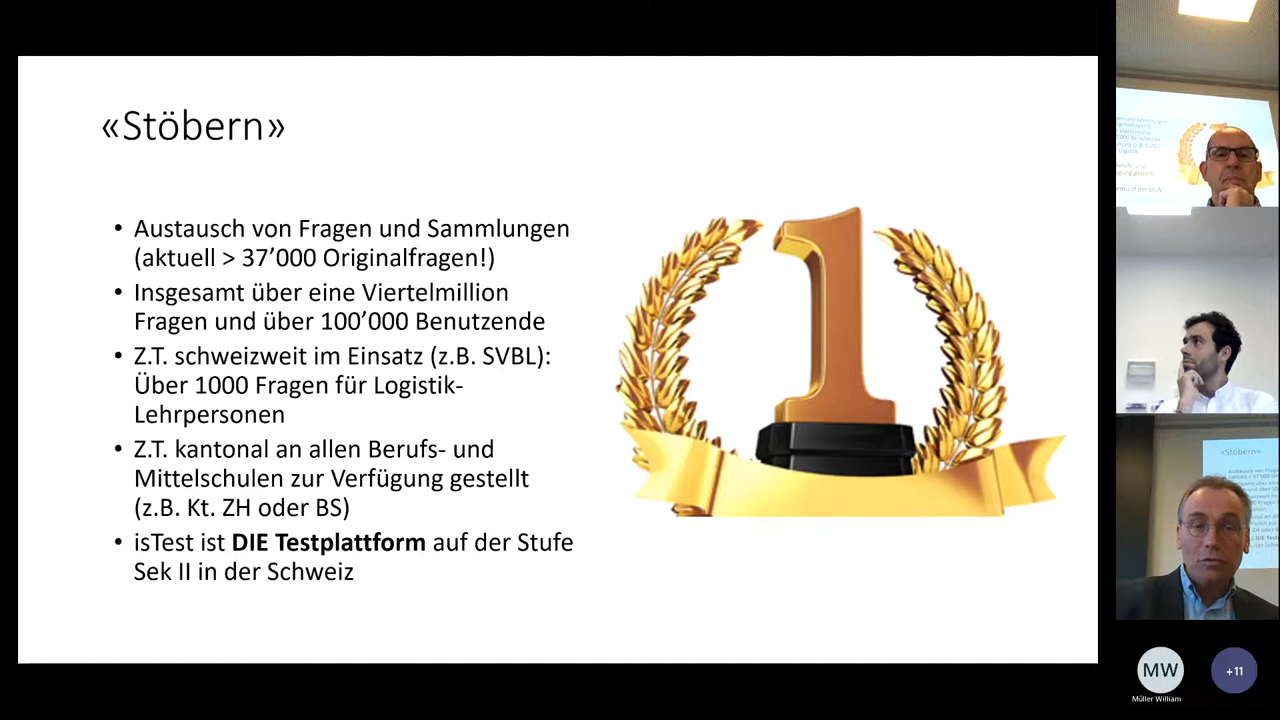 «Stöbern»
• Austausch von Fragen und Sammlungen
(aktuell > 37’000 Originalfragen!)
• Insgesamt über eine Viertelmillion
Fragen und über 100’000 Benutzende
• Z.T. schweizweit im Einsatz (z.B. SVBL):
Über 1000 Fragen für Logistik-
Lehrpersonen
• Z.T. kantonal an allen Berufs- und
Mittelschulen zur Verfügung gestellt
(z.B. Kt. ZH oder BS)
• isTest ist DIE Testplattform auf der Stufe
Sek II in der Schweiz
1
«Stöbern»
MW
+11
Müller William